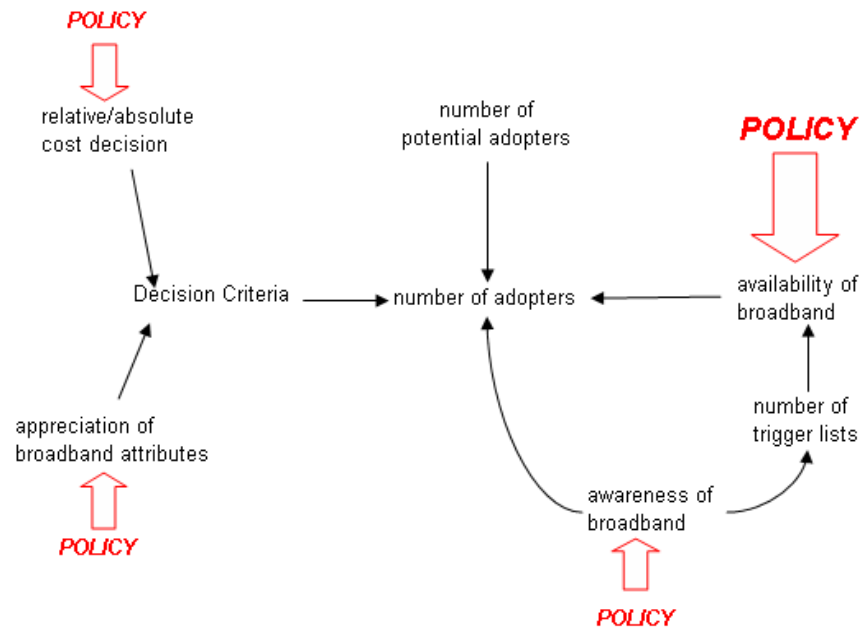 POLICY
relative/absolute
cost decision
number of
potential adopters
POLICY
Decision Criteria
number of adopters
availability of
broadband
appreciation of
broadband attributes
number of
trigger lists
awareness of
broadband
POLICY
POLICY